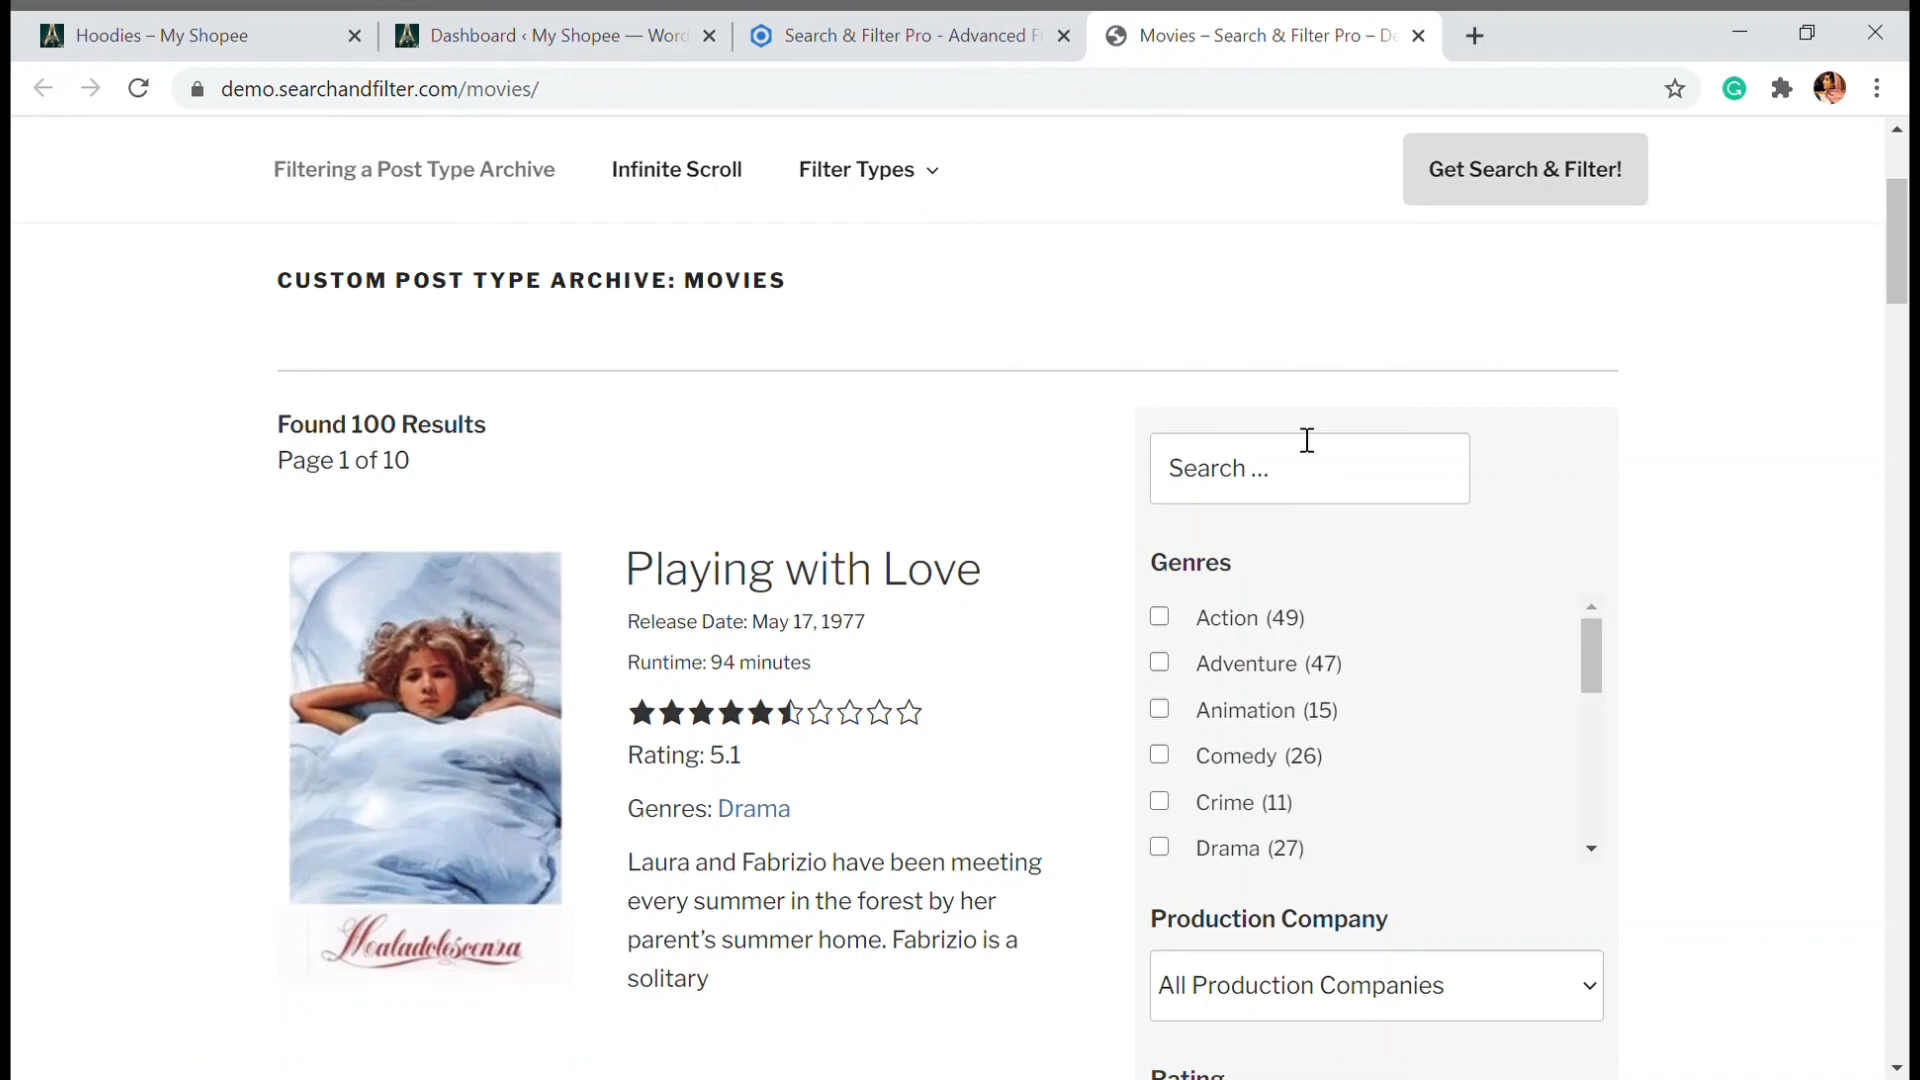 Hoodies – My Shopee
Dashboard ‹ My Shopee — Word
Search & Filter Pro - Advanced Fi
Movies – Search & Filter Pro – De
demo.searchandfilter.com/movies/
Filtering a Post Type Archive
Infinite Scroll
Filter Types
Get Search & Filter!
CUSTOM POST TYPE ARCHIVE: MOVIES
Found 100 Results
Page 1 of 10
Playing with Love
Release Date: May 17, 1977
Runtime: 94 minutes
Rating: 5.1
Genres: Drama
Laura and Fabrizio have been meeting
every summer in the forest by her
parent’s summer home. Fabrizio is a
solitary
Maladolescenza
Search …
Genres
Action (49)
Adventure (47)
Animation (15)
Comedy (26)
Crime (11)
Drama (27)
Production Company
All Production Companies
Rating